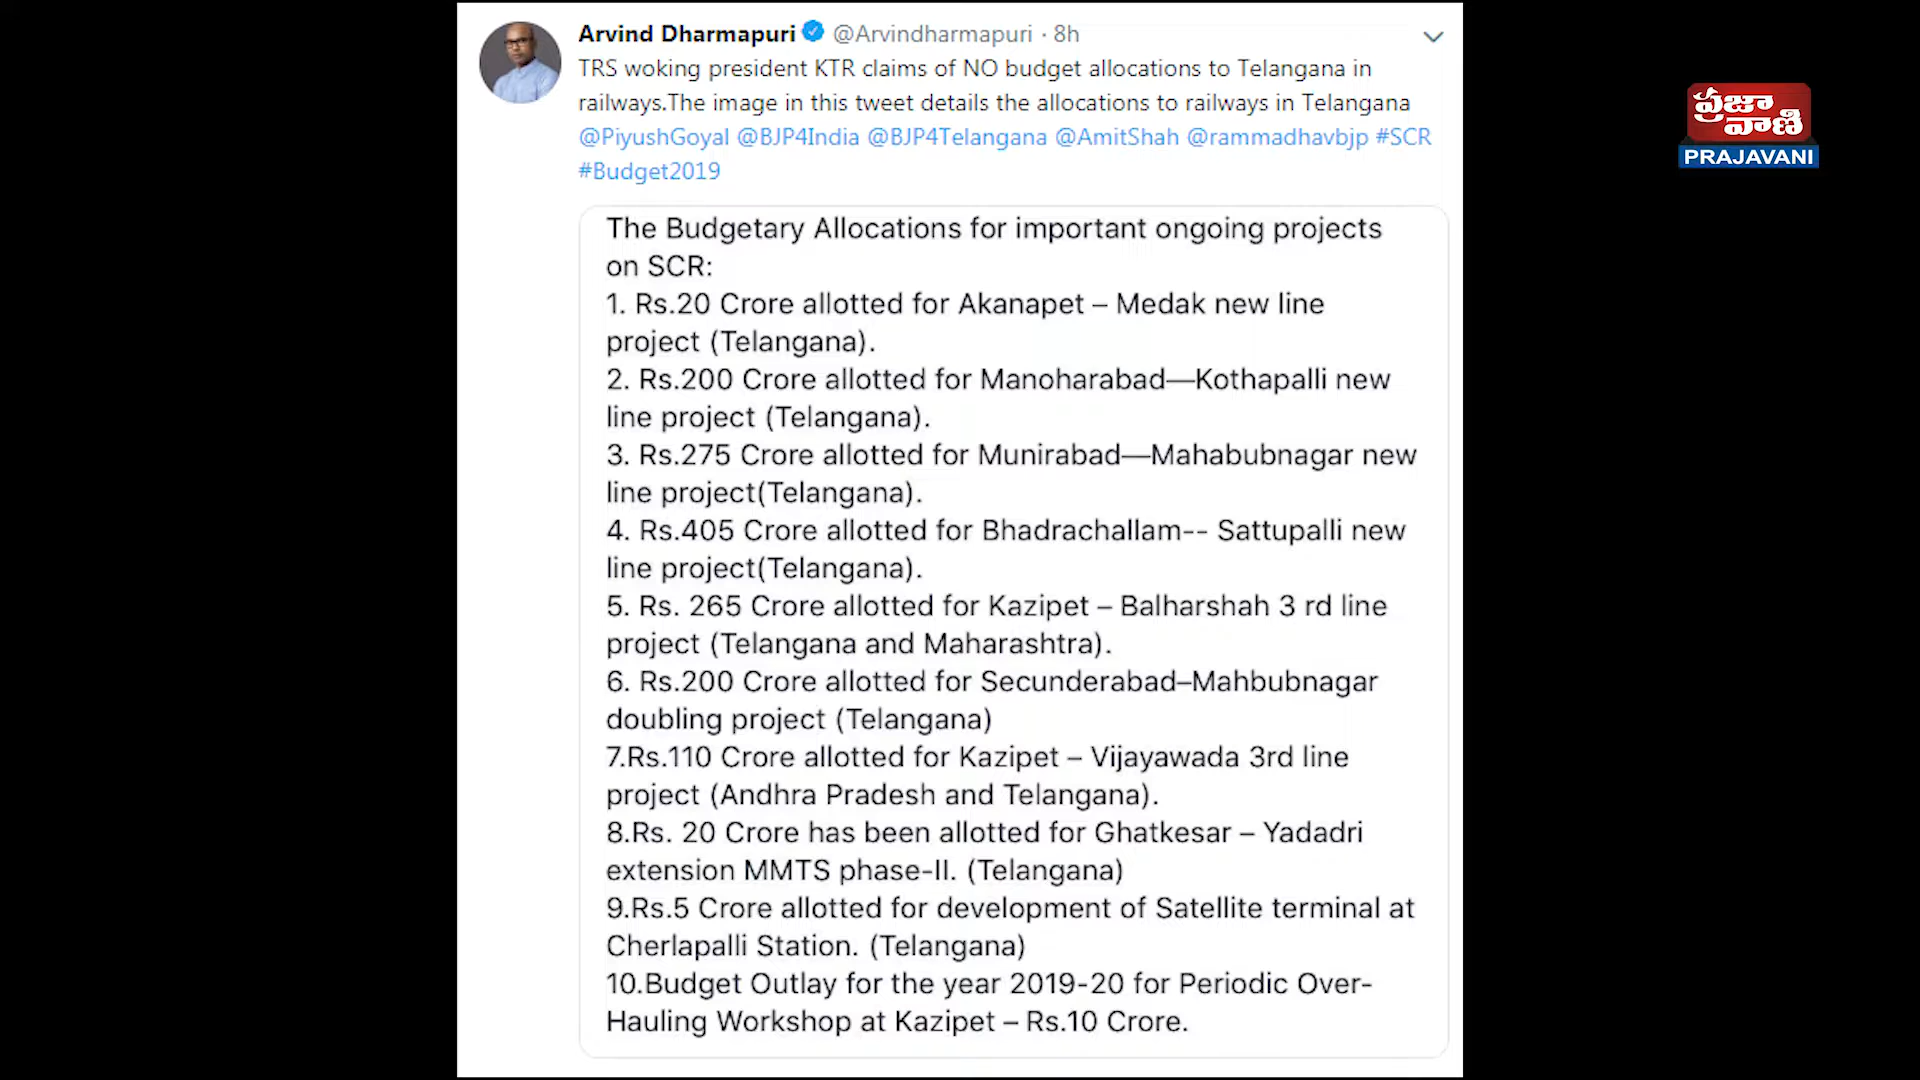 Arvind Dharmapuri @Arvindharmapuri · 8h
TRS woking president KTR claims of NO budget allocations to Telangana in
railways.The image in this tweet details the allocations to railways in Telangana
@PiyushGoyal @BJP4India @BJP4Telangana @AmitShah @rammadhavbjp #SCR
#Budget2019
The Budgetary Allocations for important ongoing projects
on SCR:
1. Rs.20 Crore allotted for Akanapet – Medak new line
project (Telangana).
2. Rs.200 Crore allotted for Manoharabad—Kothapalli new
line project (Telangana).
3. Rs.275 Crore allotted for Munirabad—Mahabubnagar new
line project(Telangana).
4. Rs.405 Crore allotted for Bhadrachallam-- Sattupalli new
line project(Telangana).
5. Rs. 265 Crore allotted for Kazipet – Balharshah 3 rd line
project (Telangana and Maharashtra).
6. Rs.200 Crore allotted for Secunderabad–Mahbubnagar
doubling project (Telangana)
7.Rs.110 Crore allotted for Kazipet – Vijayawada 3rd line
project (Andhra Pradesh and Telangana).
8.Rs. 20 Crore has been allotted for Ghatkesar – Yadadri
extension MMTS phase-II. (Telangana)
9.Rs.5 Crore allotted for development of Satellite terminal at
Cherlapalli Station. (Telangana)
10.Budget Outlay for the year 2019-20 for Periodic Over-
Hauling Workshop at Kazipet – Rs.10 Crore.
ప్రజా
వాణి
PRAJAVANI